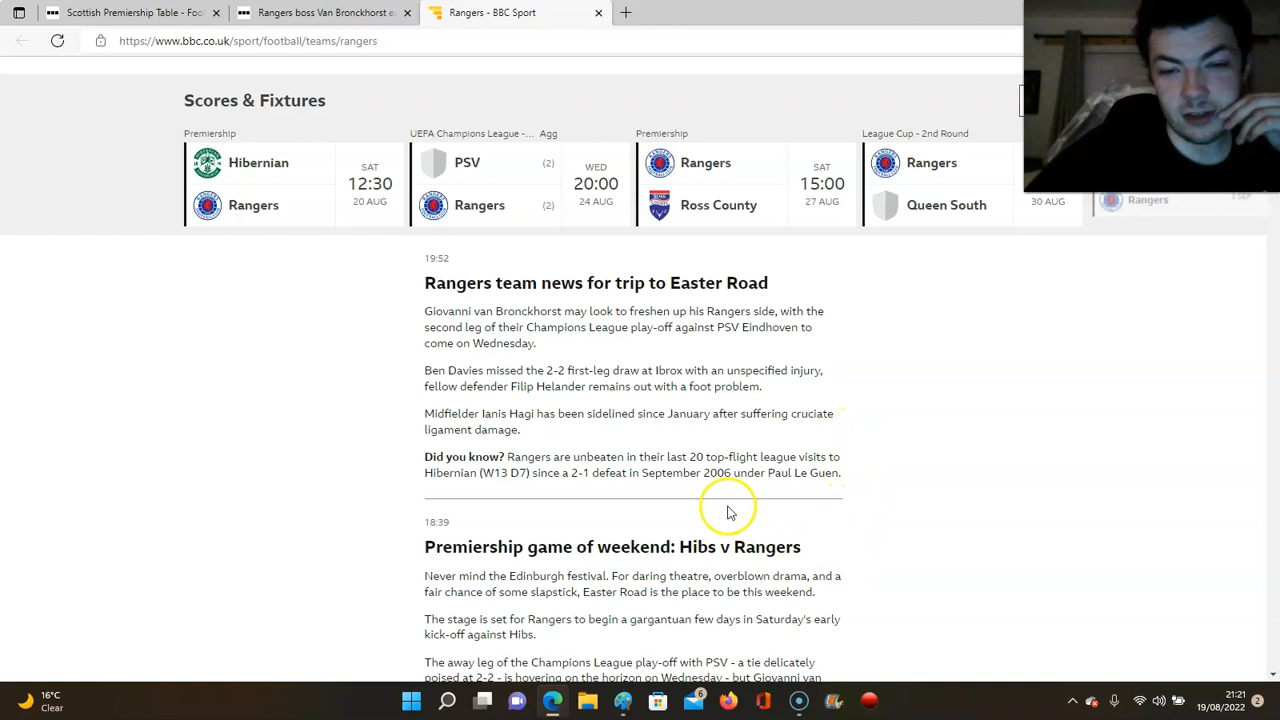 Scottish Premiership Table - Foo
Rangers boss Van Bronckhorst e
Rangers - BBC Sport
https://www.bbc.co.uk/sport/football/teams/rangers
Scores & Fixtures
Premiership
Hibernian
Rangers
SAT
12:30
20 AUG
UEFA Champions League -...
Agg
PSV (2)
Rangers (2)
WED
20:00
24 AUG
Premiership
Rangers
Ross County
SAT
15:00
27 AUG
League Cup - 2nd Round
Rangers
Queen South
30 AUG
Rangers
19:52
Rangers team news for trip to Easter Road
Giovanni van Bronckhorst may look to freshen up his Rangers side, with the
second leg of their Champions League play-off against PSV Eindhoven to
come on Wednesday.
Ben Davies missed the 2-2 first-leg draw at Ibrox with an unspecified injury,
fellow defender Filip Helander remains out with a foot problem.
Midfielder Ianis Hagi has been sidelined since January after suffering cruciate
ligament damage.
Did you know? Rangers are unbeaten in their last 20 top-flight league visits to
Hibernian (W13 D7) since a 2-1 defeat in September 2006 under Paul Le Guen.
18:39
Premiership game of weekend: Hibs v Rangers
Never mind the Edinburgh festival. For daring theatre, overblown drama, and a
fair chance of some slapstick, Easter Road is the place to be this weekend.
The stage is set for Rangers to begin a gargantuan few days in Saturday's early
kick-off against Hibs.
The away leg of the Champions League play-off with PSV - a tie delicately
poised at 2-2 - is hovering on the horizon on Wednesday - but Giovanni van
16°C
Clear
6
21:21
19/08/2022
2